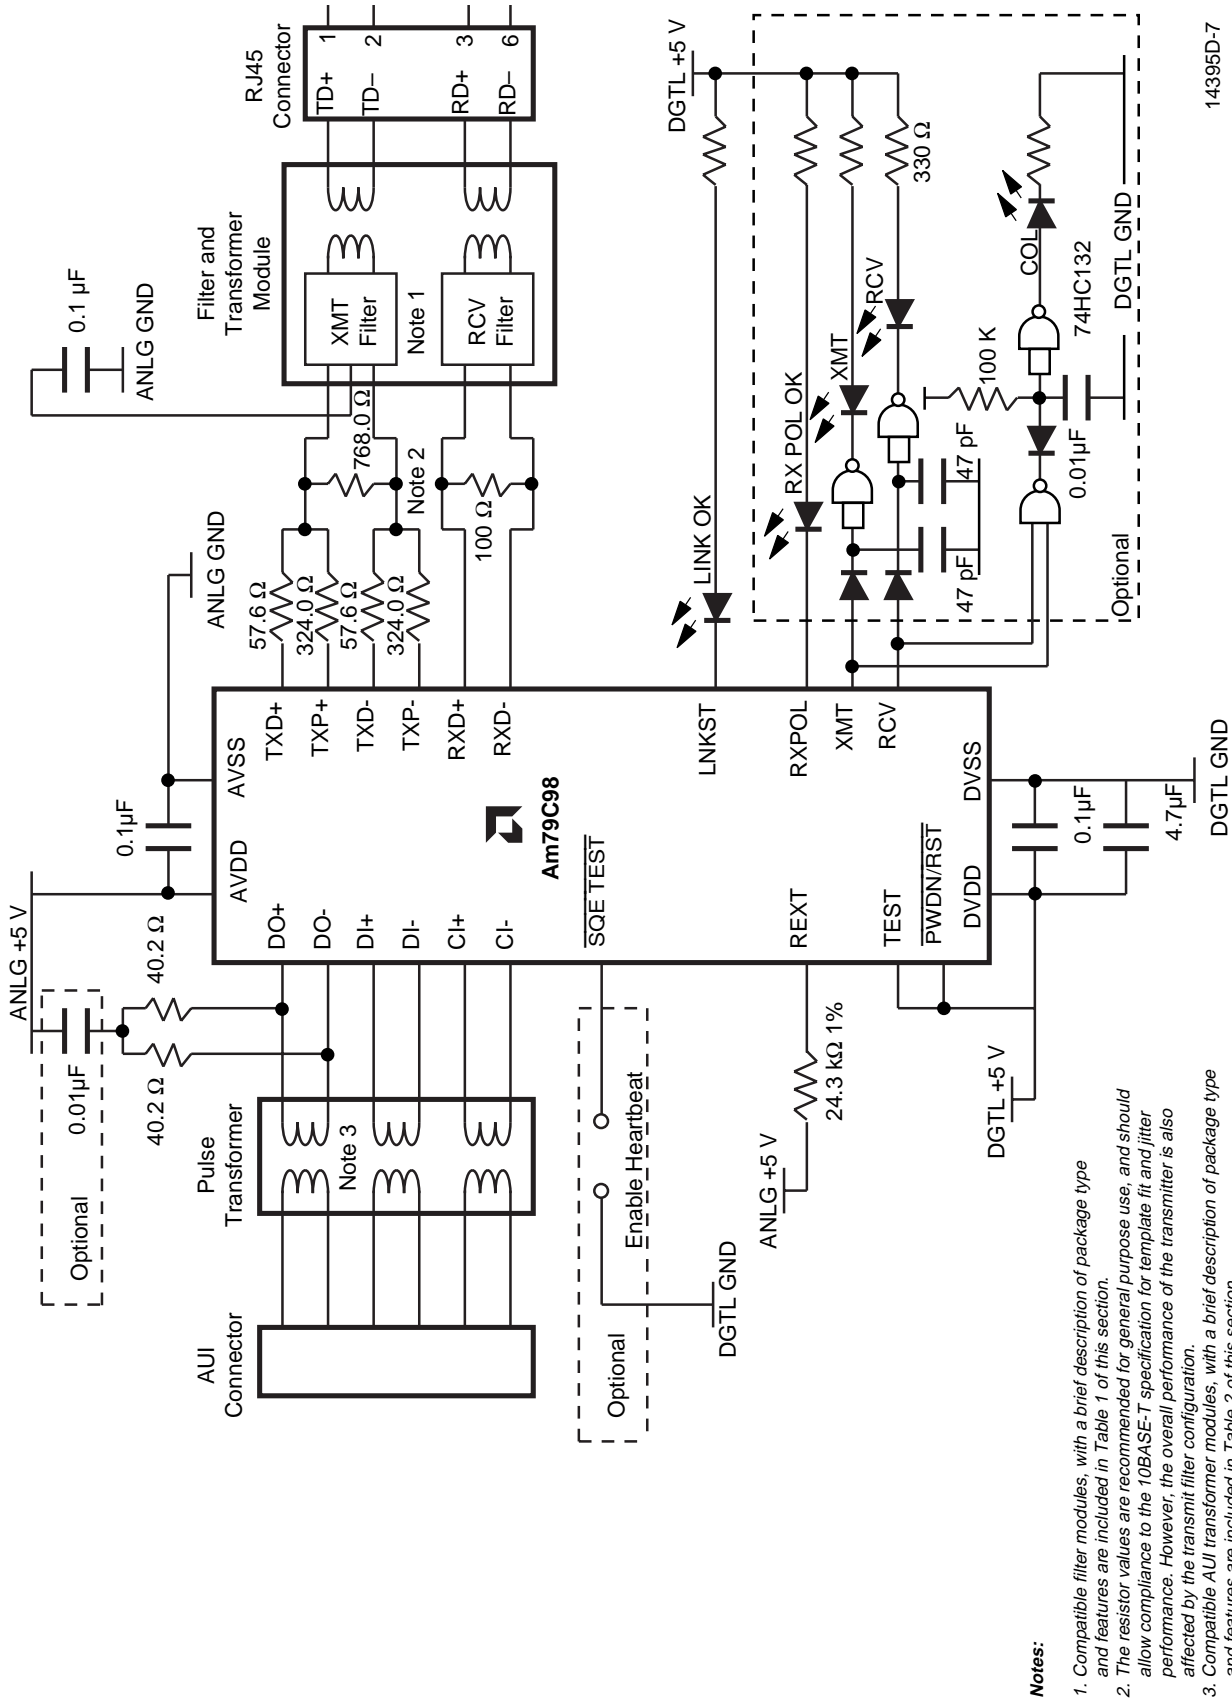 ANLG +5 V
0.1µF
ANLG GND
0.1 µF
ANLG GND
Optional
0.01µF
40.2 Ω
40.2 Ω
AUI
Connector
Pulse
Transformer
Note 3
AVDD
AVSS
DO+
DO-
DI+
DI-
CI+
CI-
SQE TEST
REXT
TEST
PWDN/RST
DVDD
DVSS
Am79C98
TXD+
TXP+
TXD-
TXP-
RXD+
RXD-
LNKST
RXPOL
XMT
RCV
57.6 Ω
324.0 Ω
57.6 Ω
324.0 Ω
768.0 Ω
Note 2
100 Ω
Filter and
Transformer
Module
XMT
Filter
Note 1
RCV
Filter
RJ45
Connector
TD+
1
TD–
2
RD+
3
RD–
6
Optional
Enable Heartbeat
DGTL GND
ANLG +5 V
24.3 kΩ 1%
DGTL +5 V
0.1µF
4.7µF
DGTL GND
DGTL +5 V
LINK OK
RX POL OK
XMT
RCV
330 Ω
47 pF
47 pF
Optional
0.01µF
100 K
74HC132
COL
DGTL GND
Notes:
1. Compatible filter modules, with a brief description of package type
and features are included in Table 1 of this section.
2. The resistor values are recommended for general purpose use, and should
allow compliance to the 10BASE-T specification for template fit and jitter
performance. However, the overall performance of the transmitter is also
affected by the transmit filter configuration.
3. Compatible AUI transformer modules, with a brief description of package type
and features are included in Table 2 of this section.
14395D-7